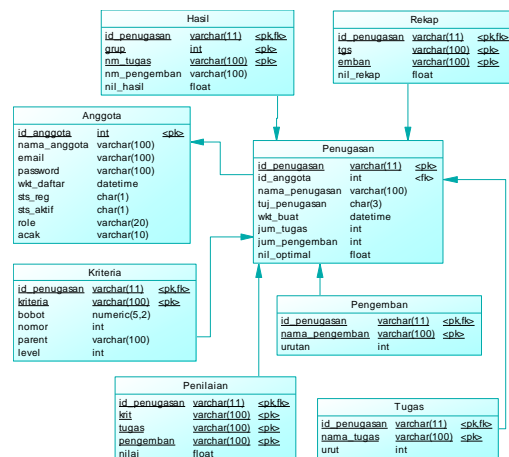 Hasil
id_penugasan varchar(11) <pk,fk>
grup int <pk>
nm_tugas varchar(100) <pk>
nm_pengemban varchar(100)
nil_hasil float
Rekap
id_penugasan varchar(11) <pk,fk>
tgs varchar(100) <pk>
emban varchar(100) <pk>
nil_rekap float
Anggota
id_anggota int <pk>
nama_anggota varchar(100)
email varchar(100)
password varchar(100)
wkt_daftar datetime
sts_reg char(1)
sts_aktif char(1)
role varchar(20)
acak varchar(10)
Penugasan
id_penugasan varchar(11) <pk>
id_anggota int <fk>
nama_penugasan varchar(100)
tuj_penugasan char(3)
wkt_buat datetime
jum_tugas int
jum_pengemban int
nil_optimal float
Kriteria
id_penugasan varchar(11) <pk,fk>
kriteria varchar(100) <pk>
bobot numeric(5,2)
nomor int
parent varchar(100)
level int
Pengemban
id_penugasan varchar(11) <pk,fk>
nama_pengemban varchar(100) <pk>
urutan int
Penilaian
id_penugasan varchar(11) <pk,fk>
krit varchar(100) <pk>
tugas varchar(100) <pk>
pengemban varchar(100) <pk>
nilai float
Tugas
id_penugasan varchar(11) <pk,fk>
nama_tugas varchar(100) <pk>
urut int